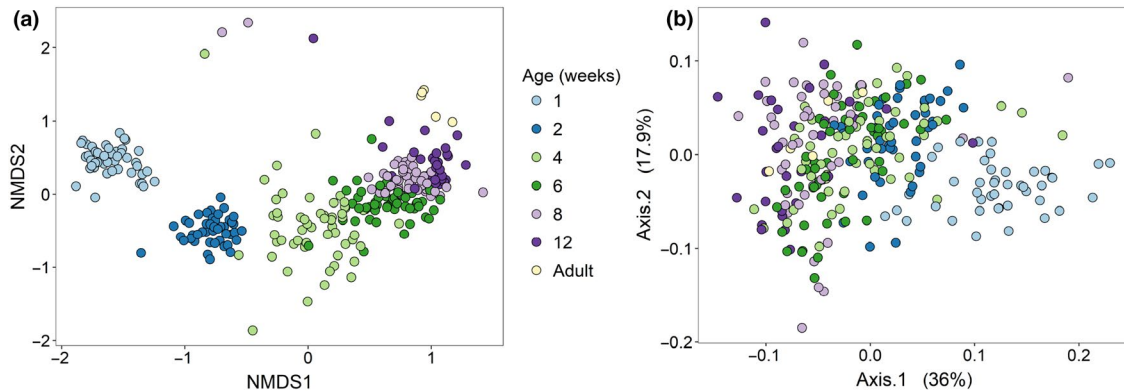 (a)
2
1
0
−1
−2
NMDS2
−2
−1
0
1
NMDS1
Age (weeks)
1
2
4
6
8
12
Adult
(b)
0.1
0.0
−0.1
−0.2
Axis.2 (17.9%)
−0.1
0.0
0.1
0.2
Axis.1 (36%)